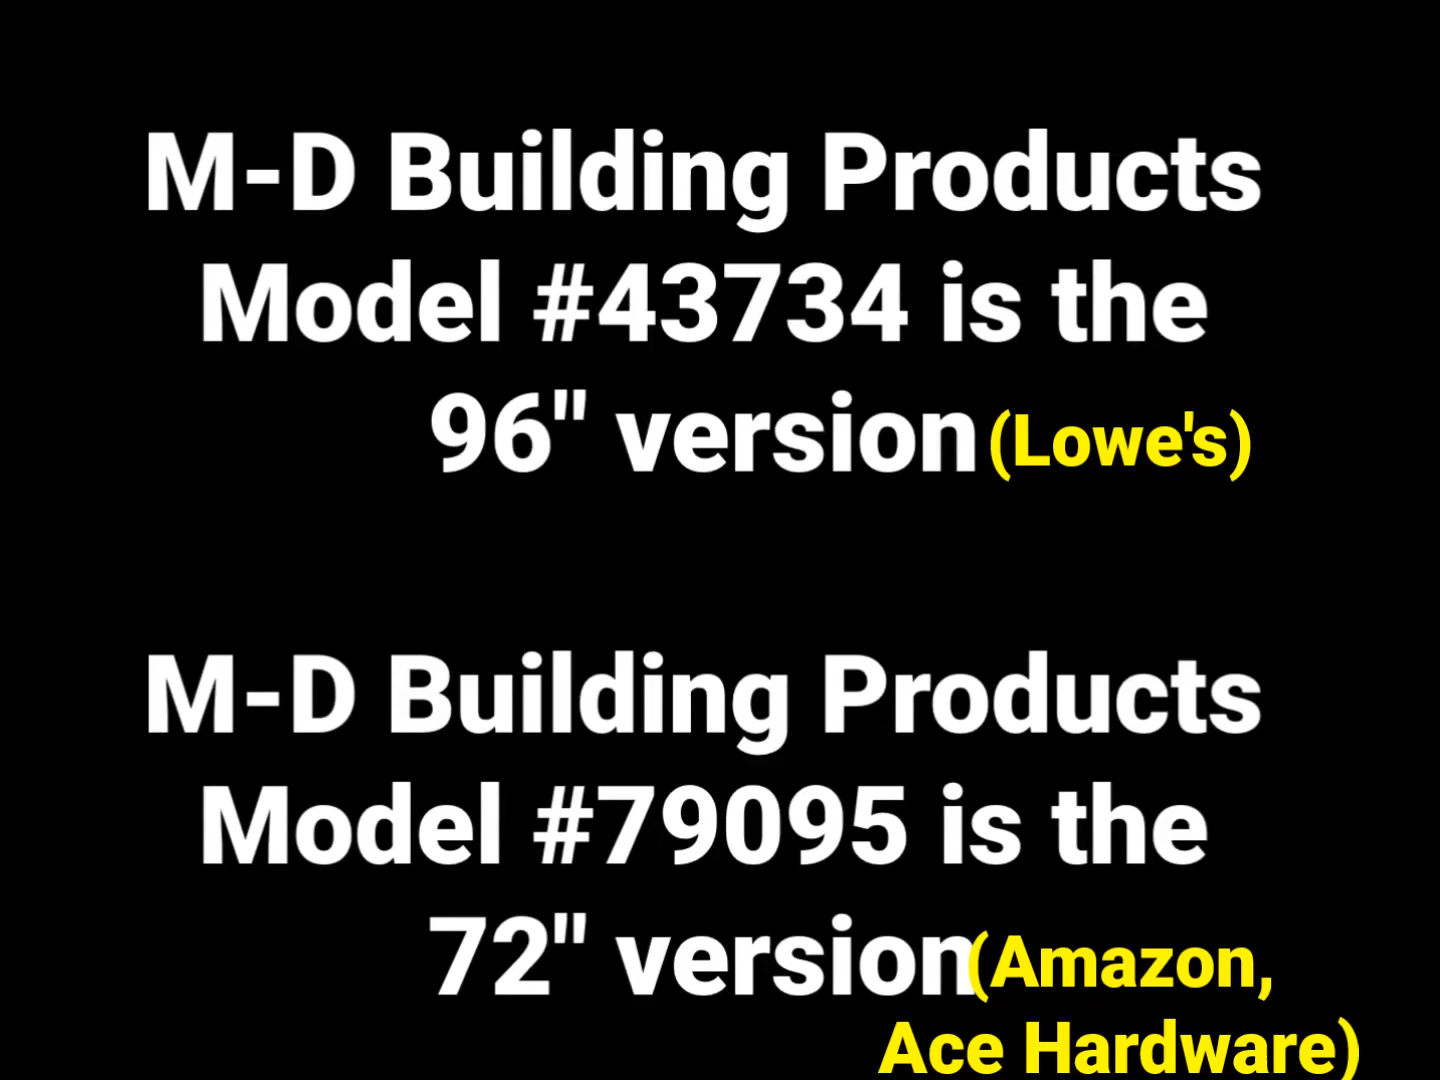 M-D Building Products
Model #43734 is the
96" version (Lowe's)
M-D Building Products
Model #79095 is the
72" version (Amazon,
Ace Hardware)